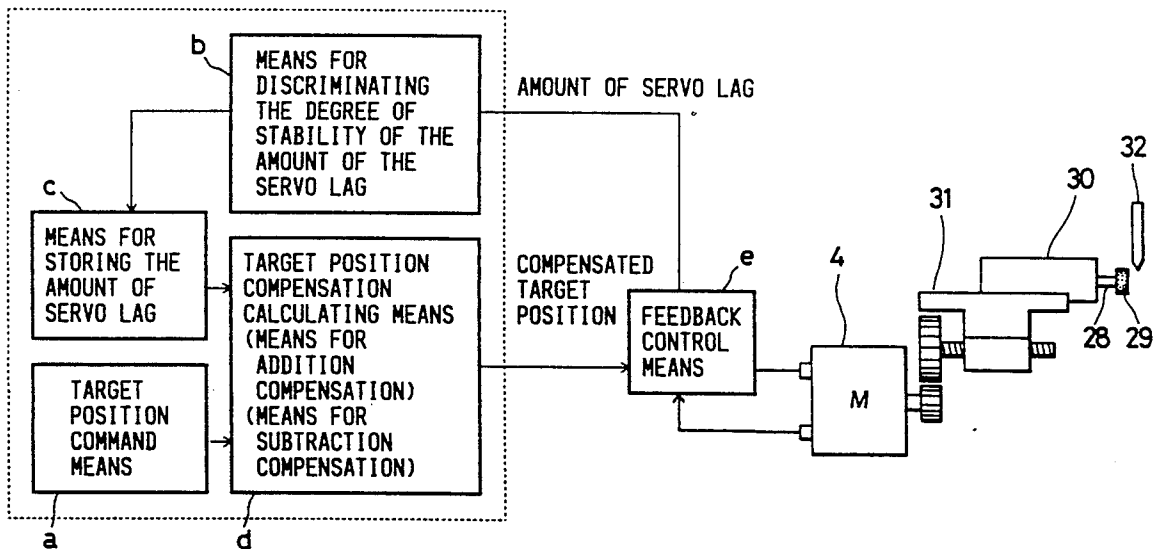 b
MEANS FOR
DISCRIMINATING
THE DEGREE OF
STABILITY OF THE
AMOUNT OF THE
SERVO LAG
AMOUNT OF SERVO LAG
c
MEANS FOR
STORING THE
AMOUNT OF
SERVO LAG
TARGET POSITION
COMPENSATION
CALCULATING MEANS
(MEANS FOR
ADDITION
COMPENSATION)
(MEANS FOR
SUBTRACTION
COMPENSATION)
TARGET
POSITION
COMMAND
MEANS
a
d
COMPENSATED
TARGET
POSITION
e
FEEDBACK
CONTROL
MEANS
4
M
31
30
32
28
29